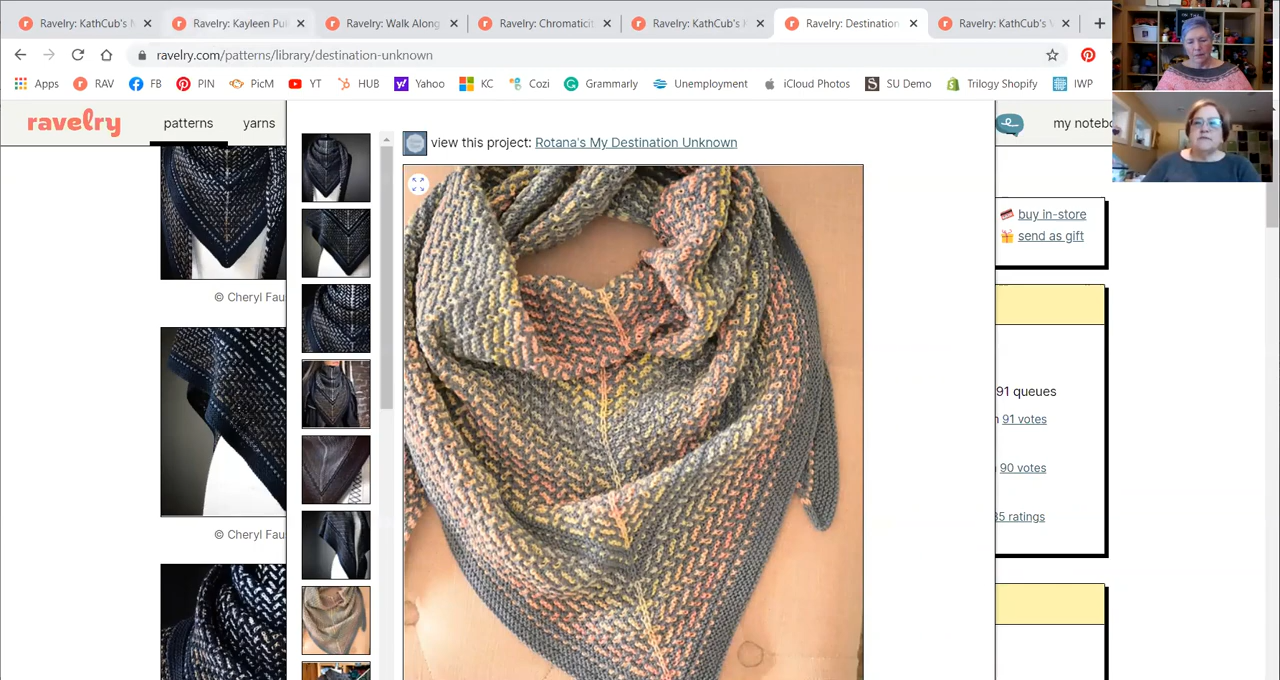 Ravelry: KathCub's M
Ravelry: Kayleen Pui
Ravelry: Walk Along
Ravelry: Chromaticit
Ravelry: KathCub's
Ravelry: Destination
Ravelry: KathCub's
ravelry.com/patterns/library/destination-unknown
Apps RAV FB PIN PicM YT HUB Yahoo KC Cozi Grammarly Unemployment iCloud Photos SU Demo Trilogy Shopify IWP
ravelry patterns yarns
my notebo
view this project: Rotana's My Destination Unknown
buy in-store
send as gift
© Cheryl Fau
91 queues
91 votes
90 votes
35 ratings
© Cheryl Fau